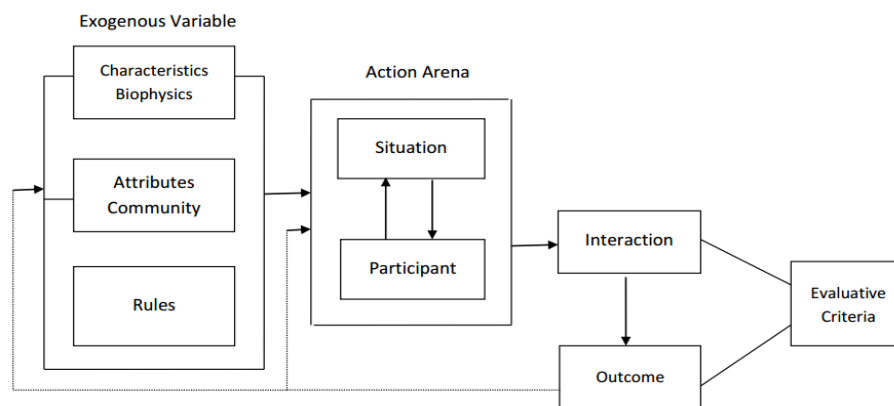 Exogenous Variable
Characteristics
Biophysics
Attributes
Community
Rules
Action Arena
Situation
Participant
Interaction
Outcome
Evaluative
Criteria